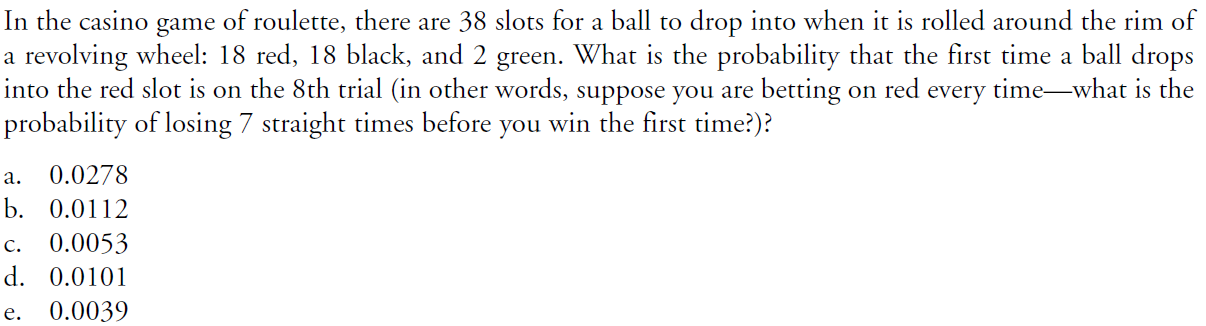 In the casino game of roulette, there are 38 slots for a ball to drop into when it is rolled around the rim of
a revolving wheel: 18 red, 18 black, and 2 green. What is the probability that the first time a ball drops
into the red slot is on the 8th trial (in other words, suppose you are betting on red every time—what is the
probability of losing 7 straight times before you win the first time?)?
a. 0.0278
b. 0.0112
c. 0.0053
d. 0.0101
e. 0.0039